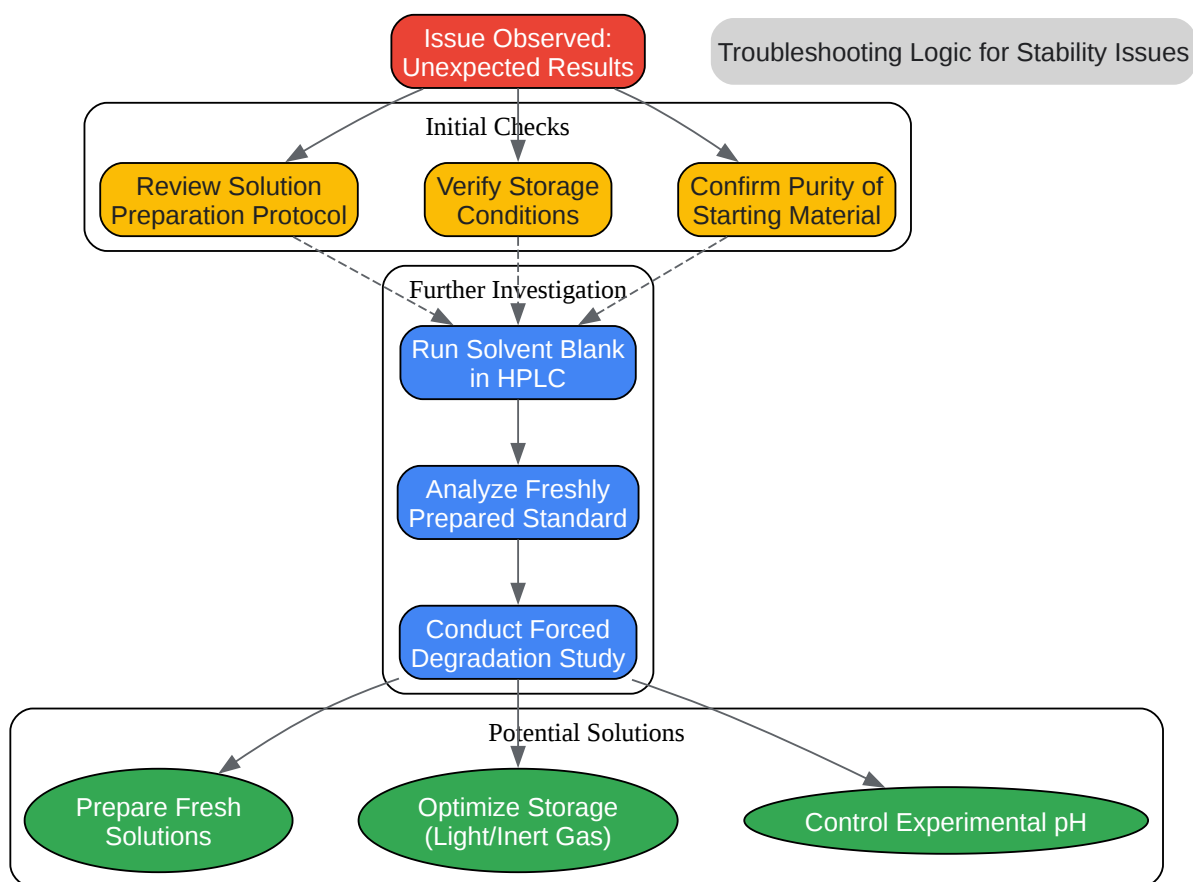 Issue Observed:
Unexpected Results
Troubleshooting Logic for Stability Issues
Initial Checks
Review Solution
Preparation Protocol
Verify Storage
Conditions
Confirm Purity of
Starting Material
Further Investigation
Run Solvent Blank
in HPLC
Analyze Freshly
Prepared Standard
Conduct Forced
Degradation Study
Potential Solutions
Prepare Fresh
Solutions
Optimize Storage
(Light/Inert Gas)
Control Experimental pH